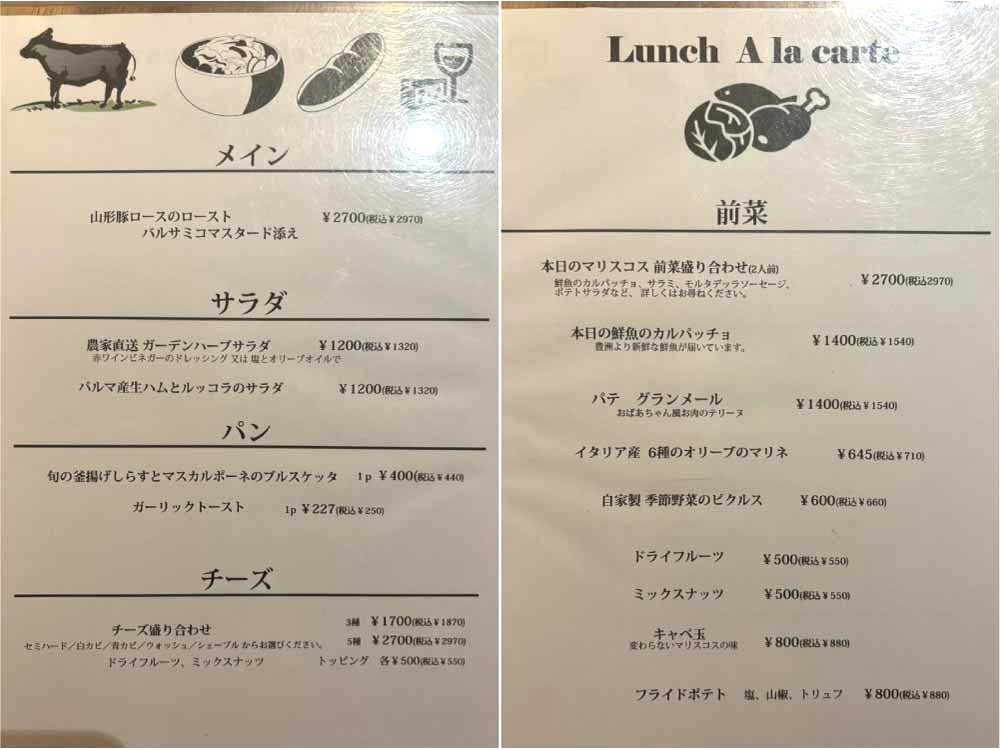 メイン
山形豚ロースのロースト ￥2700(税込￥2970)
バルサミコマスタード添え
サラダ
農家直送 ガーデンハーブサラダ ￥1200(税込￥1320)
赤ワインビネガーのドレッシング 又は 塩とオリーブオイルで
パルマ産生ハムとルッコラのサラダ ￥1200(税込￥1320)
パン
旬の釜揚げしらすとマスカルポーネのブルスケッタ 1p ￥400(税込￥440)
ガーリックトースト 1p ￥227(税込￥250)
チーズ
チーズ盛り合わせ 3種 ￥1700(税込￥1870)
セミハード／白カビ／青カビ／ウォッシュ／シェーブル からお選びください。 5種 ￥2700(税込￥2970)
ドライフルーツ、ミックスナッツ トッピング 各￥500(税込￥550)
Lunch A la carte
前菜
本日のマリスコス 前菜盛り合わせ(2人前) ￥2700(税込2970)
鮮魚のカルパッチョ、サラミ、モルタデッラソーセージ、
ポテトサラダなど、 詳しくはお尋ねください。
本日の鮮魚のカルパッチョ ￥1400(税込￥1540)
豊洲より新鮮な鮮魚が届いています。
パテ グランメール ￥1400(税込￥1540)
おばあちゃん風お肉のテリーヌ
イタリア産 6種のオリーブのマリネ ￥645(税込￥710)
自家製 季節野菜のピクルス ￥600(税込￥660)
ドライフルーツ ￥500(税込￥550)
ミックスナッツ ￥500(税込￥550)
キャベ玉 ￥800(税込￥880)
変わらないマリスコスの味
フライドポテト 塩、山椒、トリュフ ￥800(税込￥880)